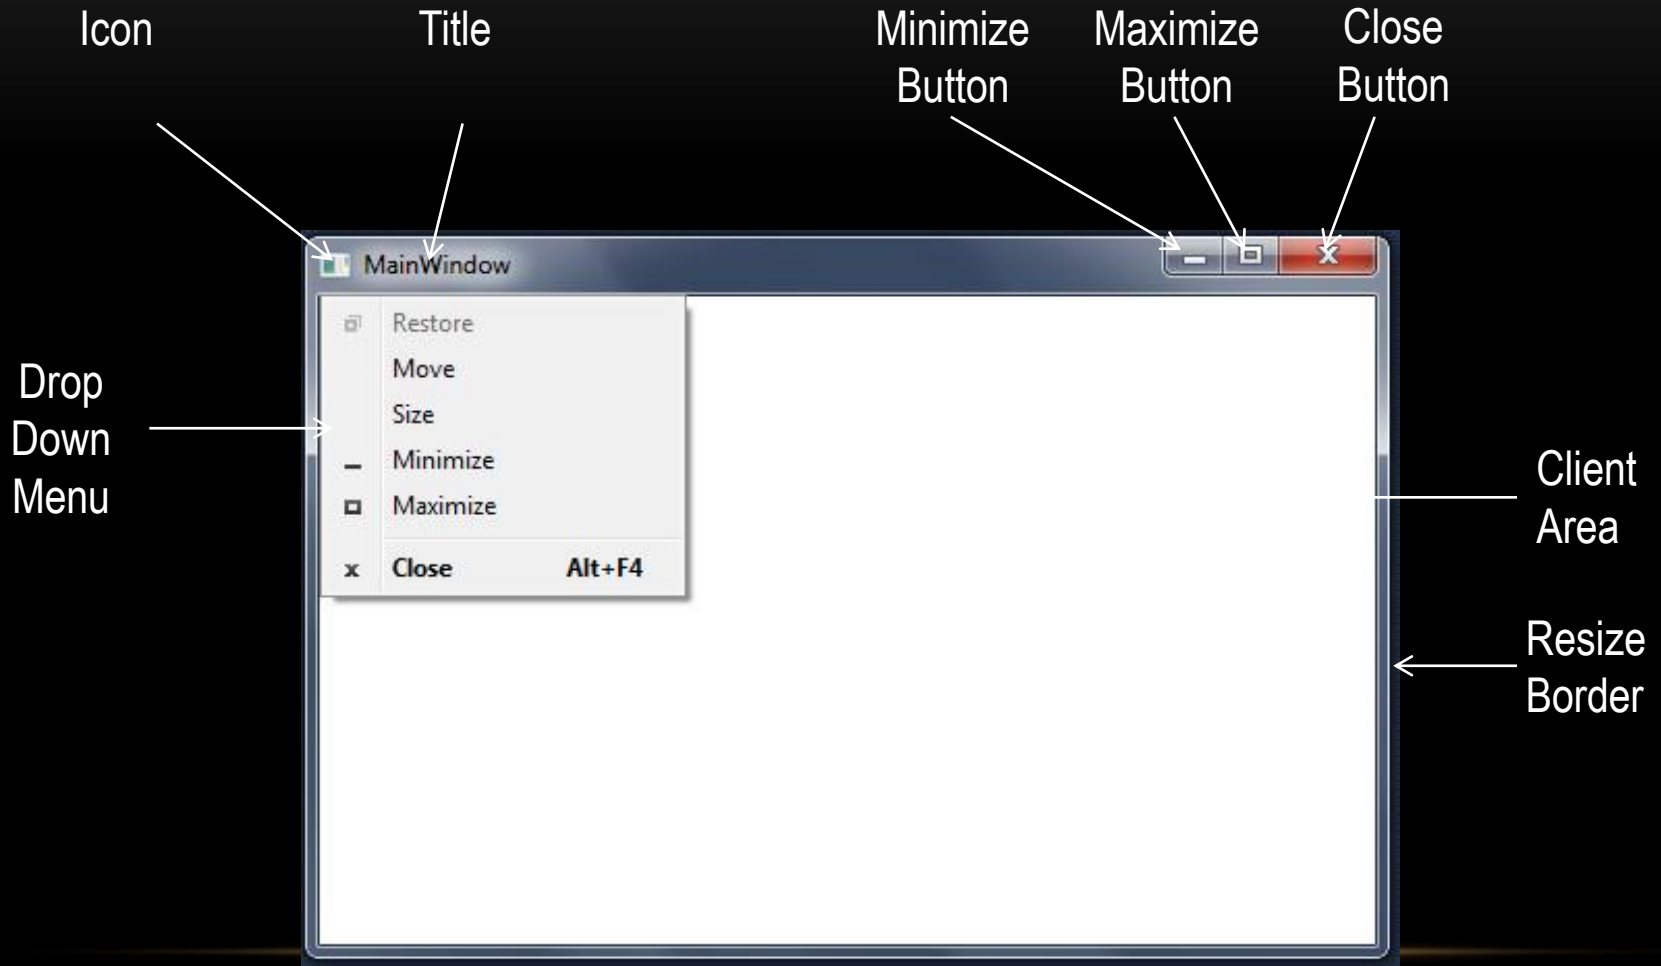 Icon
Title
Minimize
Button
Maximize
Button
Close
Button
MainWindow
Restore
Move
Size
Minimize
Maximize
Close Alt+F4
Drop
Down
Menu
Client
Area
Resize
Border